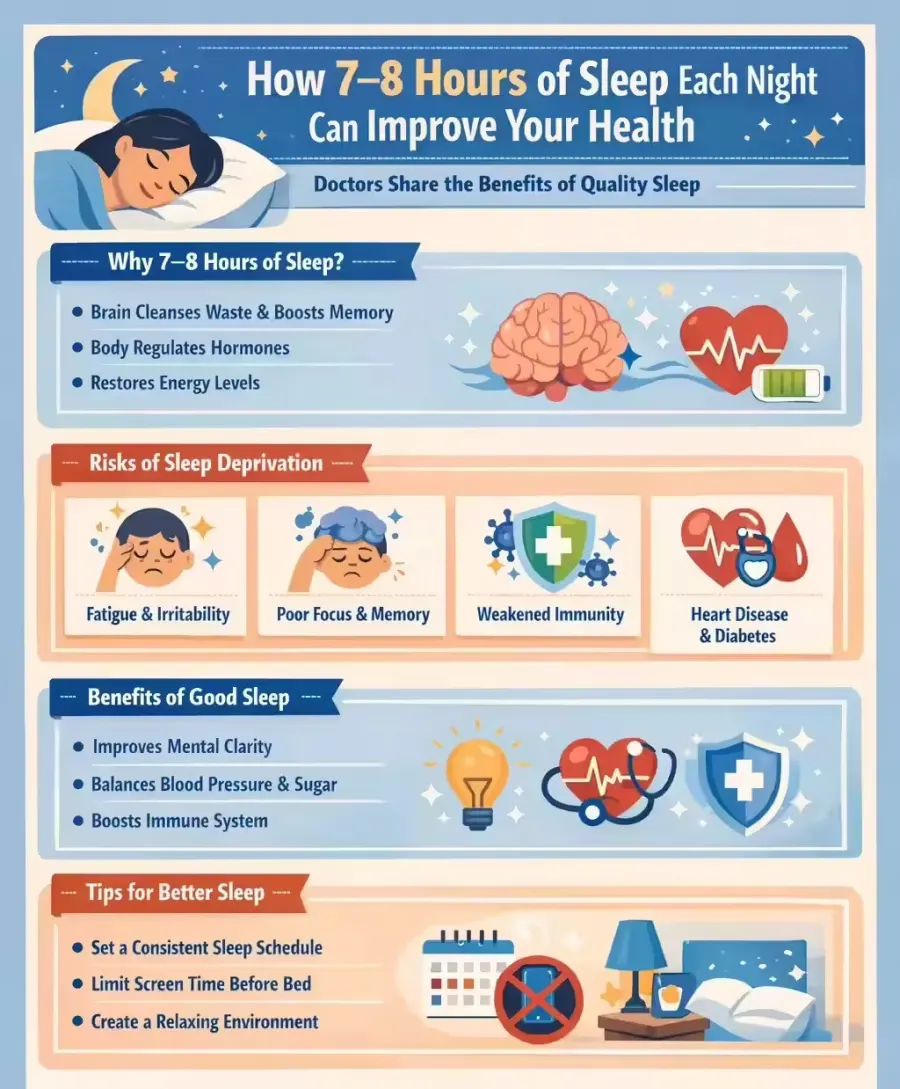 How 7–8 Hours of Sleep Each Night
Can Improve Your Health
Doctors Share the Benefits of Quality Sleep
Why 7–8 Hours of Sleep?
Brain Cleanses Waste & Boosts Memory
Body Regulates Hormones
Restores Energy Levels
Risks of Sleep Deprivation
Fatigue & Irritability
Poor Focus & Memory
Weakened Immunity
Heart Disease
& Diabetes
Benefits of Good Sleep
Improves Mental Clarity
Balances Blood Pressure & Sugar
Boosts Immune System
Tips for Better Sleep
Set a Consistent Sleep Schedule
Limit Screen Time Before Bed
Create a Relaxing Environment